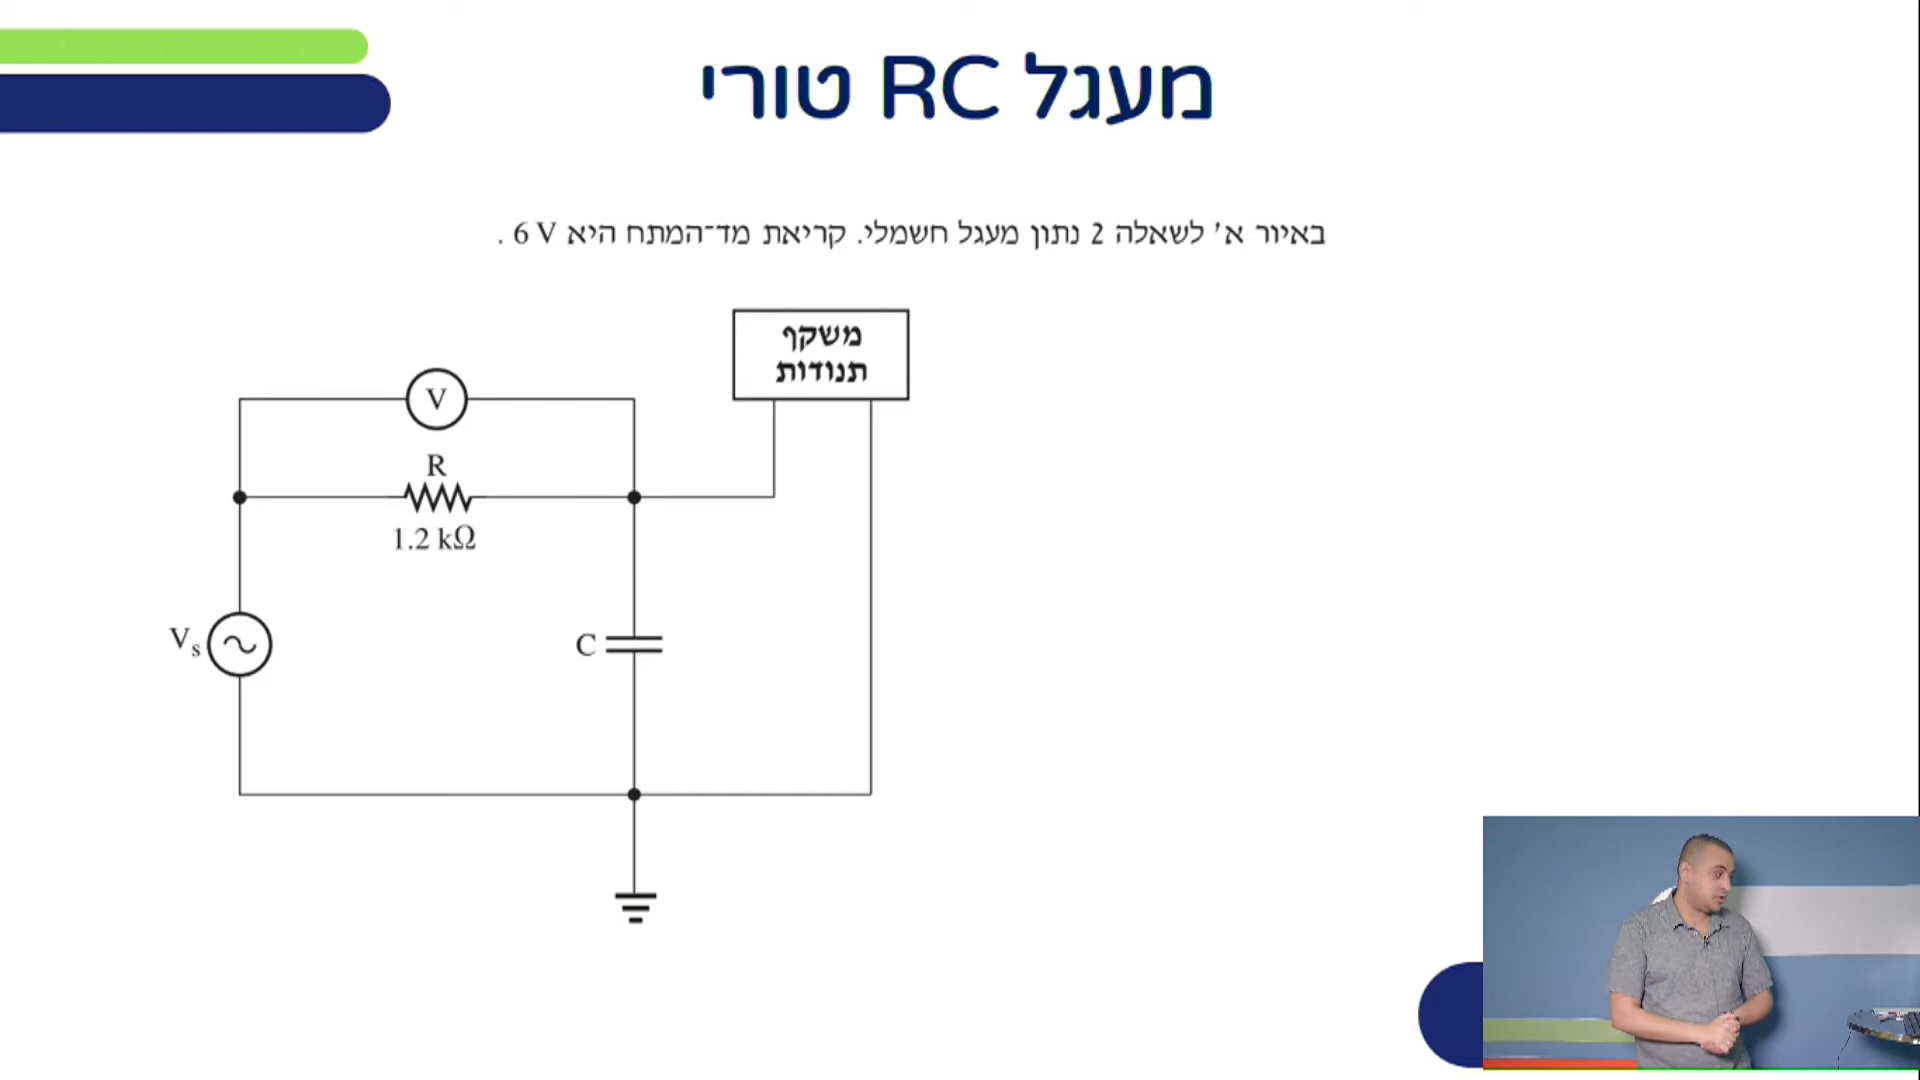 מעגל RC טורי
באיור א' לשאלה 2 נתון מעגל חשמלי. קריאת מד־המתח היא 6 V .
משקף
תנודות
V
R
1.2 kΩ
Vs
C